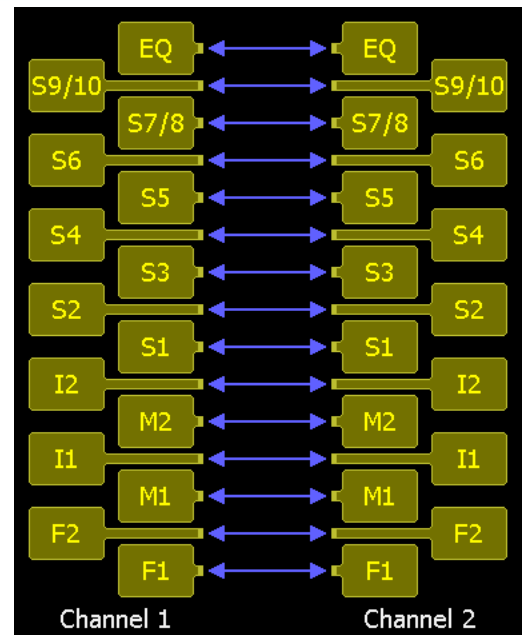 EQ EQ
S9/10 S9/10
S7/8 S7/8
S6 S6
S5 S5
S4 S4
S3 S3
S2 S2
S1 S1
I2 I2
M2 M2
I1 I1
M1 M1
F2 F2
F1 F1
Channel 1 Channel 2